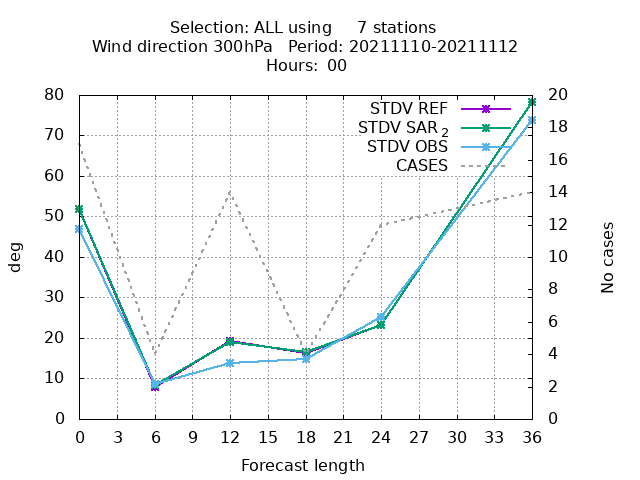 Selection: ALL using     7 stations
Wind direction 300hPa   Period: 20211110-20211112
Hours: 00
STDV REF
STDV SAR 2
STDV OBS
CASES
80
70
60
50
40
30
20
10
0
20
18
16
14
12
10
8
6
4
2
0
deg
No cases
0 3 6 9 12 15 18 21 24 27 30 33 36
Forecast length